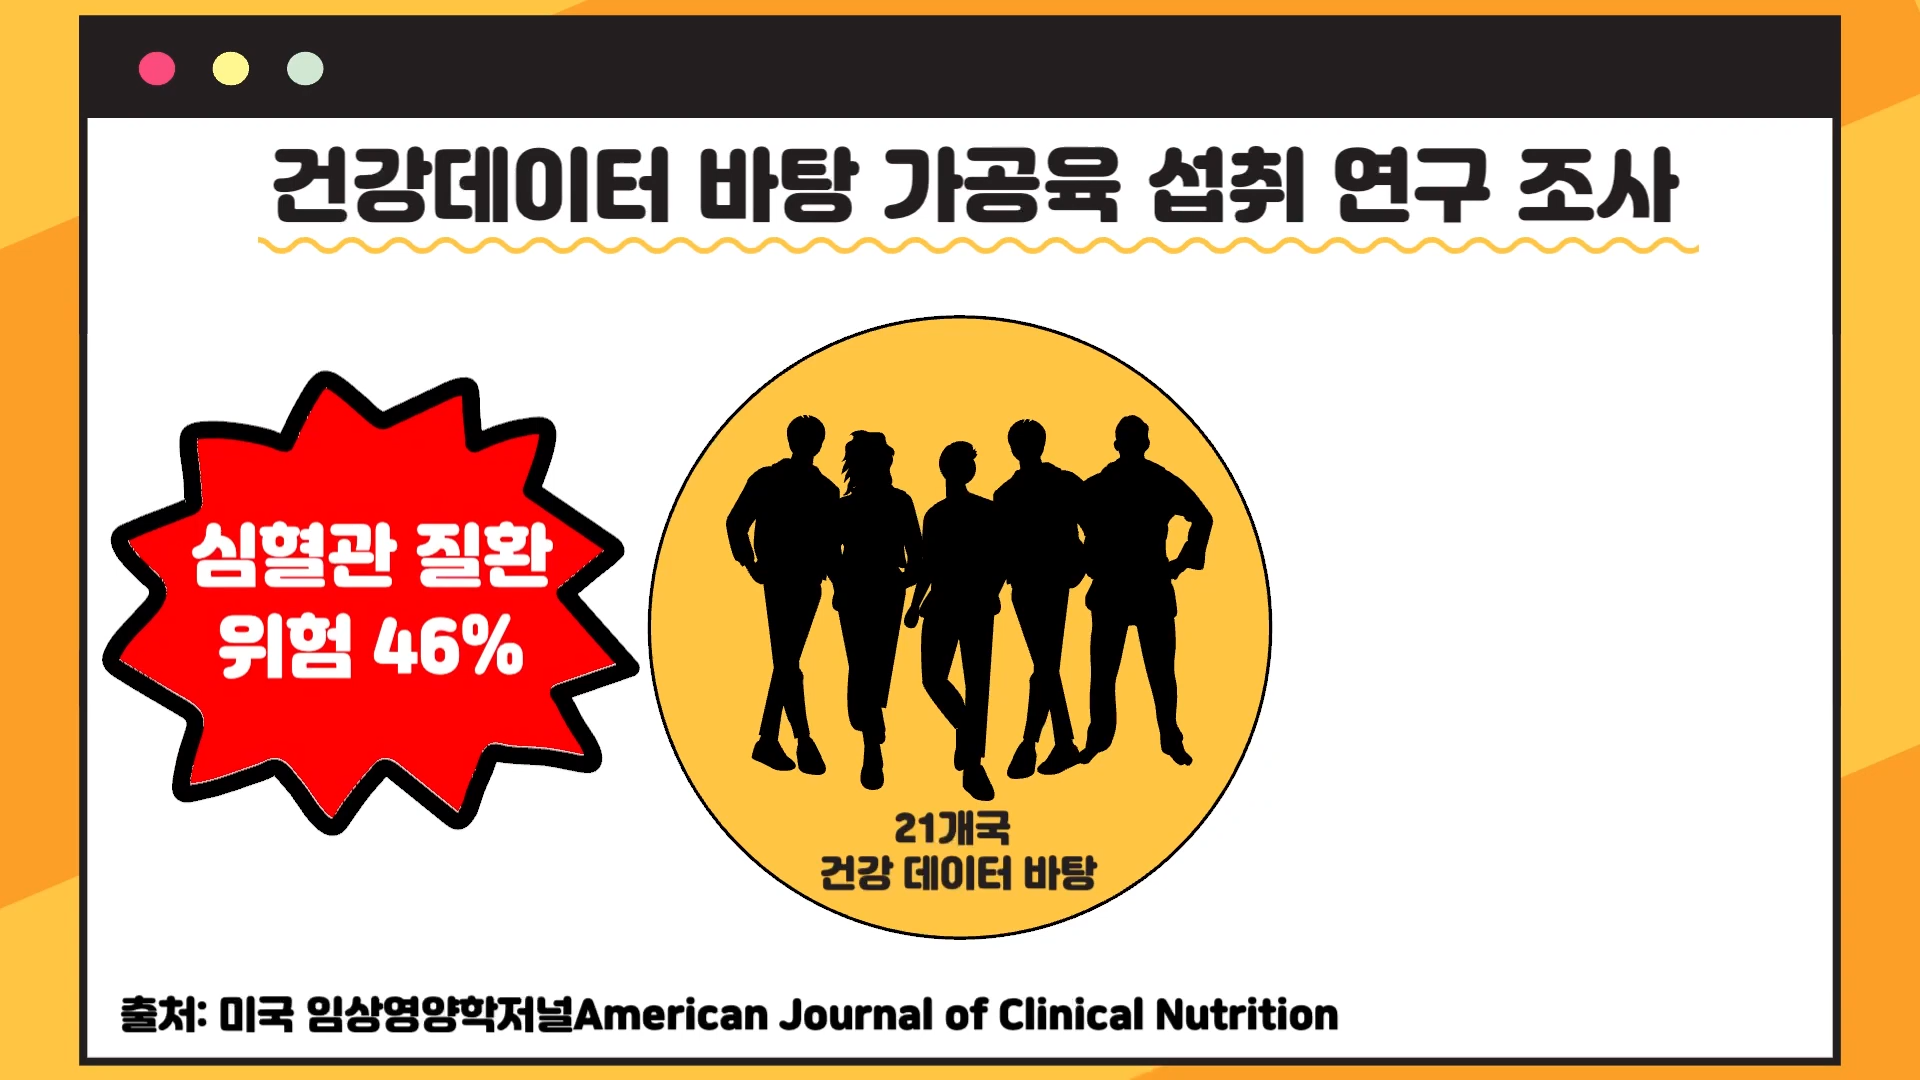 건강데이터 바탕 가공육 섭취 연구 조사
심혈관 질환
위험 46%
21개국
건강 데이터 바탕
출처: 미국 임상영양학저널American Journal of Clinical Nutrition